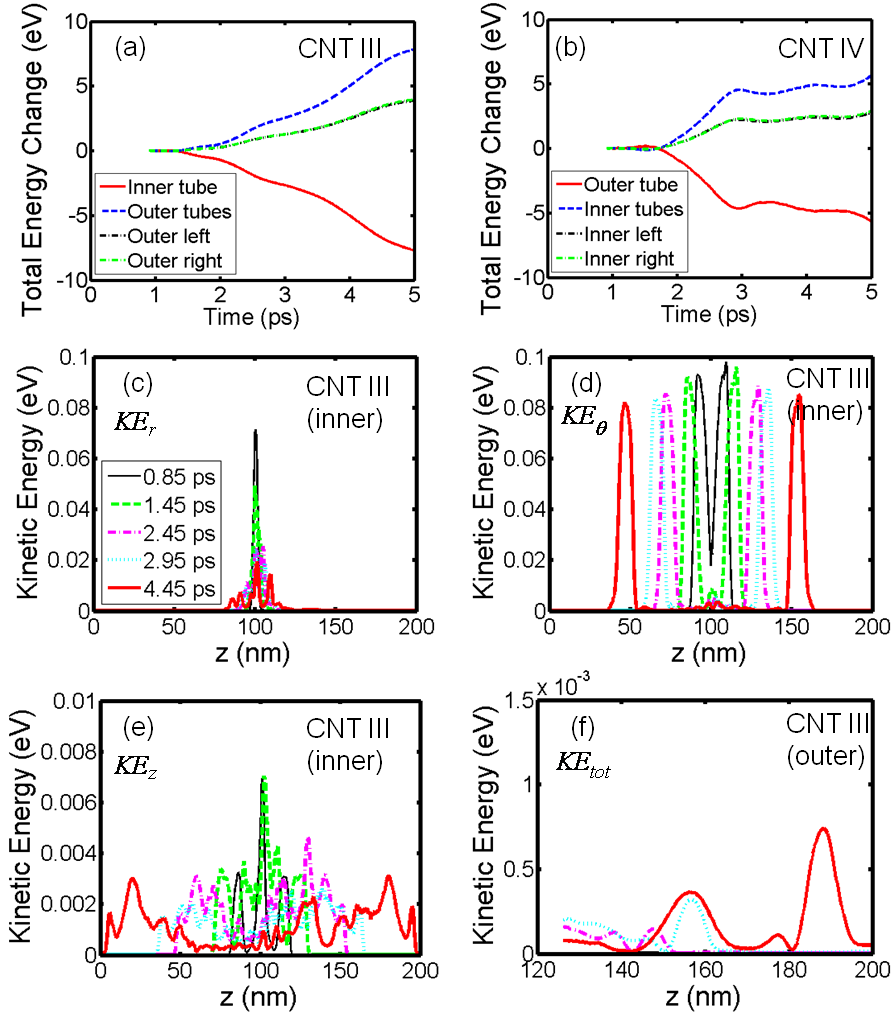 (a) CNT III
Total Energy Change (eV)
10
5
0
-5
-10
Inner tube
Outer tubes
Outer left
Outer right
0 1 2 3 4 5
Time (ps)
(b) CNT IV
Total Energy Change (eV)
10
5
0
-5
-10
Outer tube
Inner tubes
Inner left
Inner right
0 1 2 3 4 5
Time (ps)
(c) CNT III
(inner)
KE_r
Kinetic Energy (eV)
0.1
0.08
0.06
0.04
0.02
0
0.85 ps
1.45 ps
2.45 ps
2.95 ps
4.45 ps
0 50 100 150 200
z (nm)
(d) CNT III
(inner)
KE_θ
Kinetic Energy (eV)
0.1
0.08
0.06
0.04
0.02
0
0 50 100 150 200
z (nm)
(e) CNT III
(inner)
KE_z
Kinetic Energy (eV)
0.01
0.008
0.006
0.004
0.002
0
0 50 100 150 200
z (nm)
x 10^-3
(f) CNT III
(outer)
KE_tot
Kinetic Energy (eV)
1.5
1
0.5
0
120 140 160 180 200
z (nm)